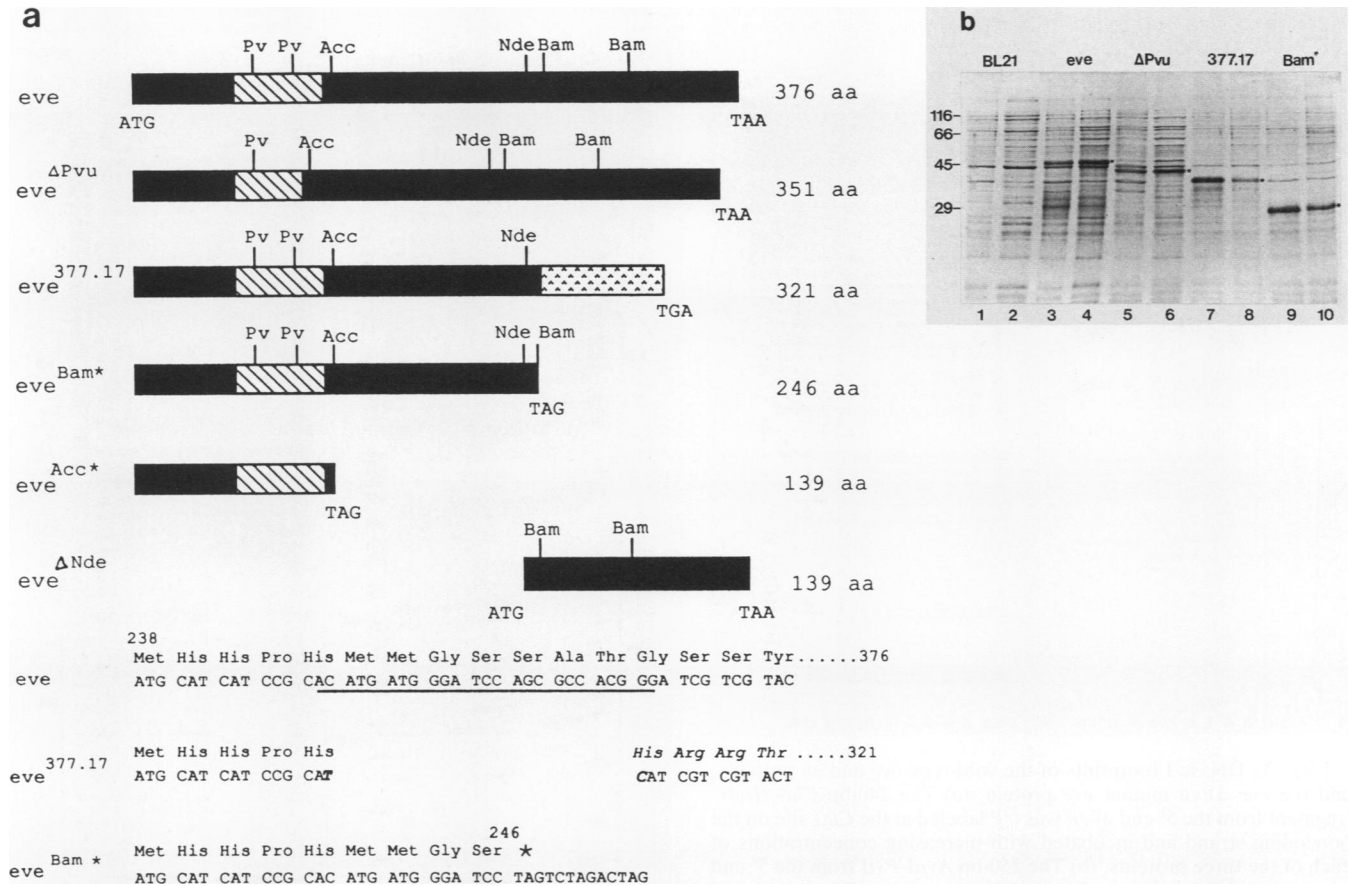 a
Pv Pv Acc Nde Bam Bam
eve 376 aa
ATG TAA
Pv Acc Nde Bam Bam
eve ΔPvu 351 aa
TAA
Pv Pv Acc Nde
eve 377.17 321 aa
TGA
Pv Pv Acc Nde Bam
eve Bam* 246 aa
TAG
eve Acc* 139 aa
TAG
Bam Bam
eve ΔNde 139 aa
ATG TAA
238
Met His His Pro His Met Met Gly Ser Ser Ala Thr Gly Ser Ser Tyr......376
eve ATG CAT CAT CCG CAC ATG ATG GGA TCC AGC GCC ACG GGA TCG TCG TAC
Met His His Pro His His Arg Arg Thr ......321
eve 377.17 ATG CAT CAT CCG CAT CAT CGT CGT ACT
246
Met His His Pro His Met Met Gly Ser *
eve Bam * ATG CAT CAT CCG CAC ATG ATG GGA TCC TAGTCTAGACTAG
b
BL21 eve ΔPvu 377.17 Bam*
116–
66–
45–
29–
1 2 3 4 5 6 7 8 9 10